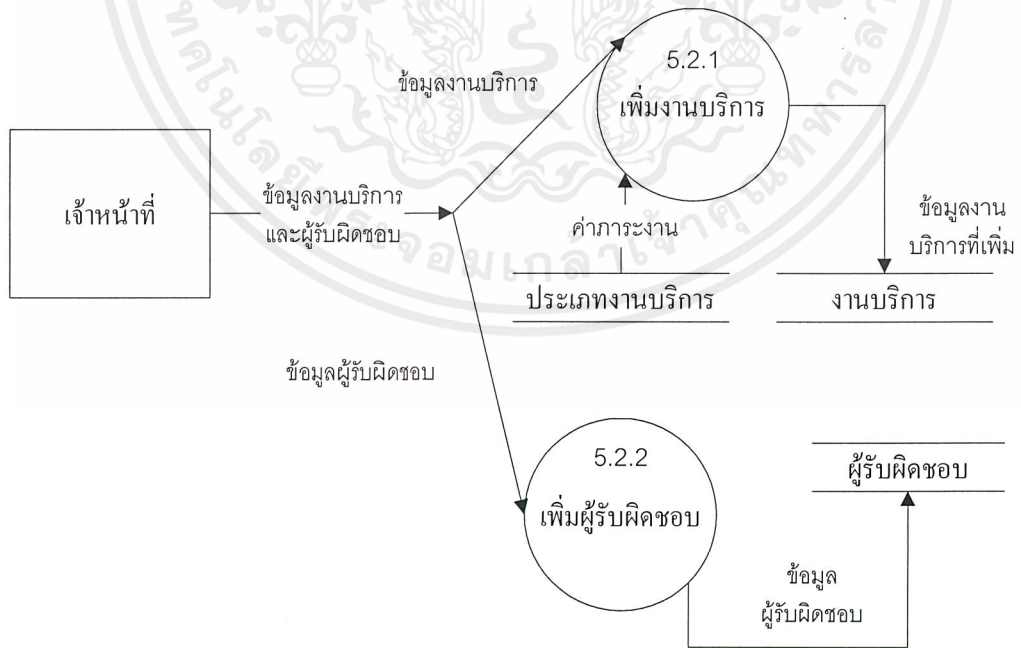 5.2.1
เพิ่มงานบริการ
ข้อมูลงานบริการ
เจ้าหน้าที่
ข้อมูลงานบริการ
และผู้รับผิดชอบ
ค่าภาระงาน
ข้อมูลงาน
บริการที่เพิ่ม
ประเภทงานบริการ
งานบริการ
ข้อมูลผู้รับผิดชอบ
5.2.2
เพิ่มผู้รับผิดชอบ
ผู้รับผิดชอบ
ข้อมูล
ผู้รับผิดชอบ